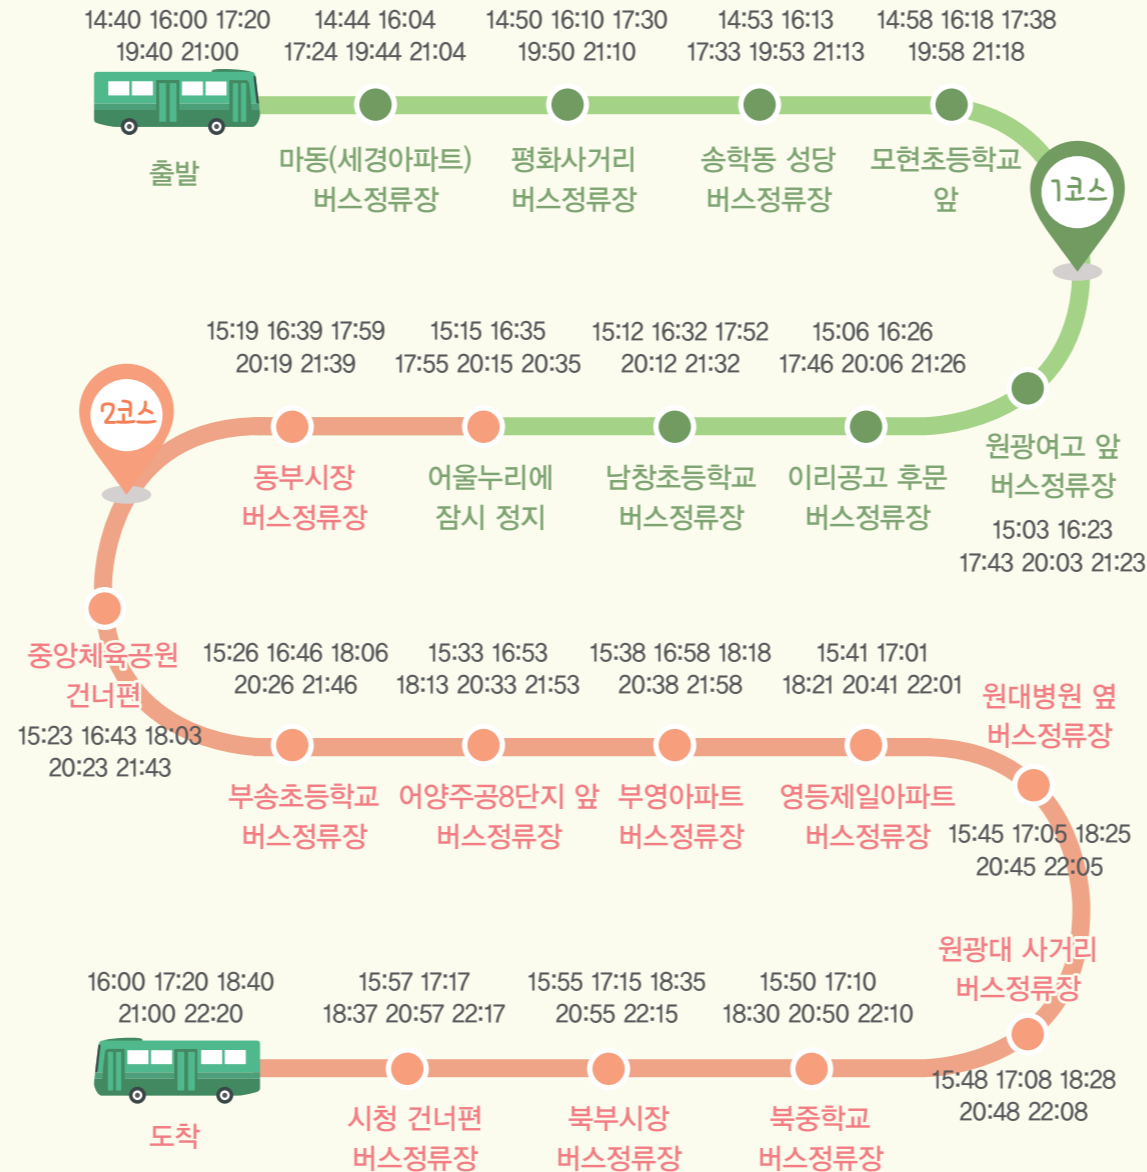 14:40 16:00 17:20
19:40 21:00
출발
14:44 16:04
17:24 19:44 21:04
마동(세경아파트)
버스정류장
14:50 16:10 17:30
19:50 21:10
평화사거리
버스정류장
14:53 16:13
17:33 19:53 21:13
송학동 성당
버스정류장
14:58 16:18 17:38
19:58 21:18
모현초등학교
앞
1코스
원광여고 앞
버스정류장
15:03 16:23
17:43 20:03 21:23
15:06 16:26
17:46 20:06 21:26
이리공고 후문
버스정류장
15:12 16:32 17:52
20:12 21:32
남창초등학교
버스정류장
15:15 16:35
17:55 20:15 20:35
어울누리에
잠시 정지
15:19 16:39 17:59
20:19 21:39
동부시장
버스정류장
2코스
중앙체육공원
건너편
15:23 16:43 18:03
20:23 21:43
15:26 16:46 18:06
20:26 21:46
부송초등학교
버스정류장
15:33 16:53
18:13 20:33 21:53
어양주공8단지 앞
버스정류장
15:38 16:58 18:18
20:38 21:58
부영아파트
버스정류장
15:41 17:01
18:21 20:41 22:01
영등제일아파트
버스정류장
원대병원 옆
버스정류장
15:45 17:05 18:25
20:45 22:05
원광대 사거리
버스정류장
15:48 17:08 18:28
20:48 22:08
15:50 17:10
18:30 20:50 22:10
북중학교
버스정류장
15:55 17:15 18:35
20:55 22:15
북부시장
버스정류장
15:57 17:17
18:37 20:57 22:17
시청 건너편
버스정류장
16:00 17:20 18:40
21:00 22:20
도착